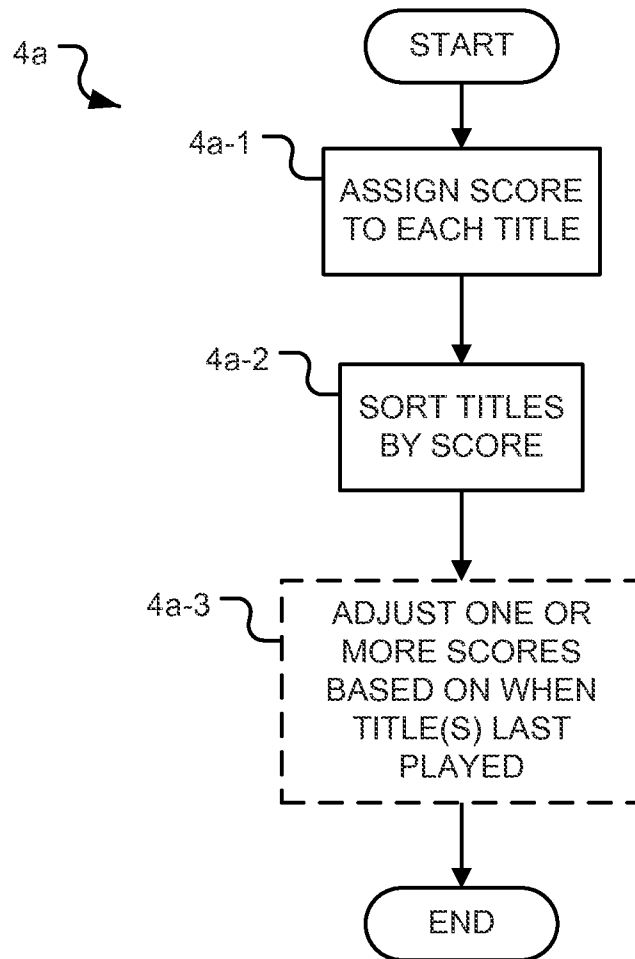 4a
START
4a-1
ASSIGN SCORE
TO EACH TITLE
4a-2
SORT TITLES
BY SCORE
4a-3
ADJUST ONE OR
MORE SCORES
BASED ON WHEN
TITLE(S) LAST
PLAYED
END